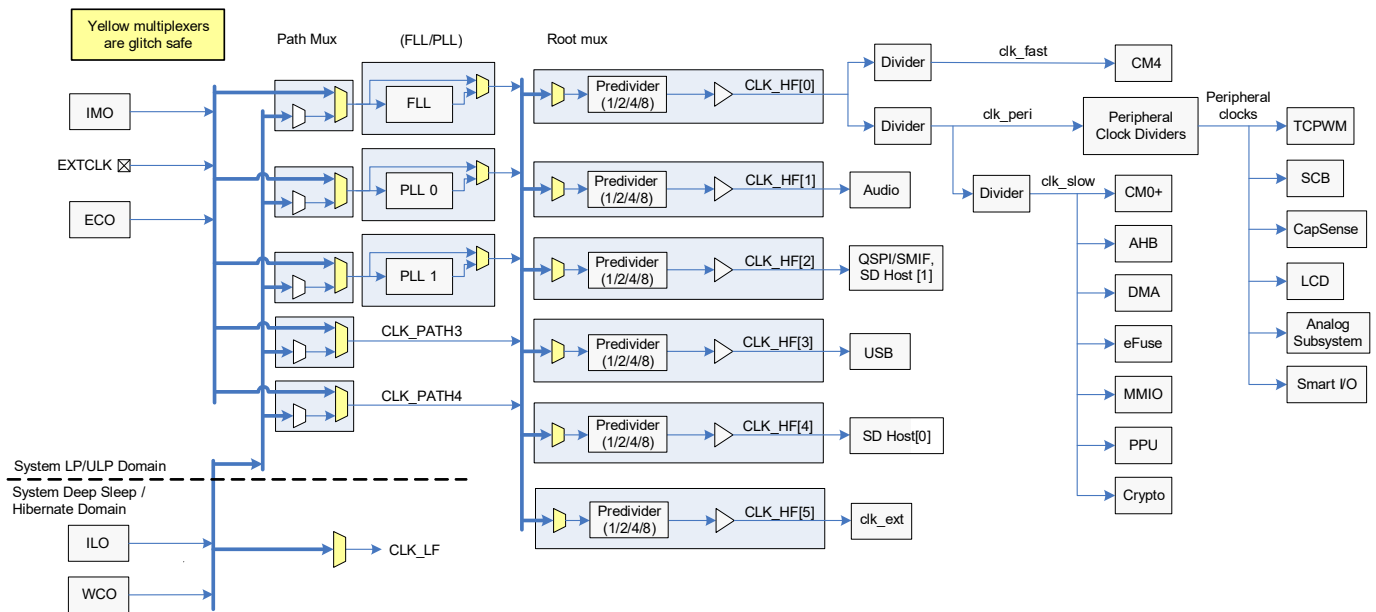 Yellow multiplexers
are glitch safe
Path Mux
(FLL/PLL)
Root mux
IMO
EXTCLK
ECO
FLL
PLL 0
PLL 1
CLK_PATH3
CLK_PATH4
Predivider
(1/2/4/8)
CLK_HF[0]
Predivider
(1/2/4/8)
CLK_HF[1]
Audio
Predivider
(1/2/4/8)
CLK_HF[2]
QSPI/SMIF,
SD Host [1]
Predivider
(1/2/4/8)
CLK_HF[3]
USB
Predivider
(1/2/4/8)
CLK_HF[4]
SD Host[0]
Predivider
(1/2/4/8)
CLK_HF[5]
clk_ext
Divider
clk_fast
CM4
Divider
clk_peri
Peripheral
Clock Dividers
Peripheral
clocks
TCPWM
SCB
CapSense
LCD
Analog
Subsystem
Smart I/O
Divider
clk_slow
CM0+
AHB
DMA
eFuse
MMIO
PPU
Crypto
System LP/ULP Domain
System Deep Sleep /
Hibernate Domain
ILO
WCO
CLK_LF